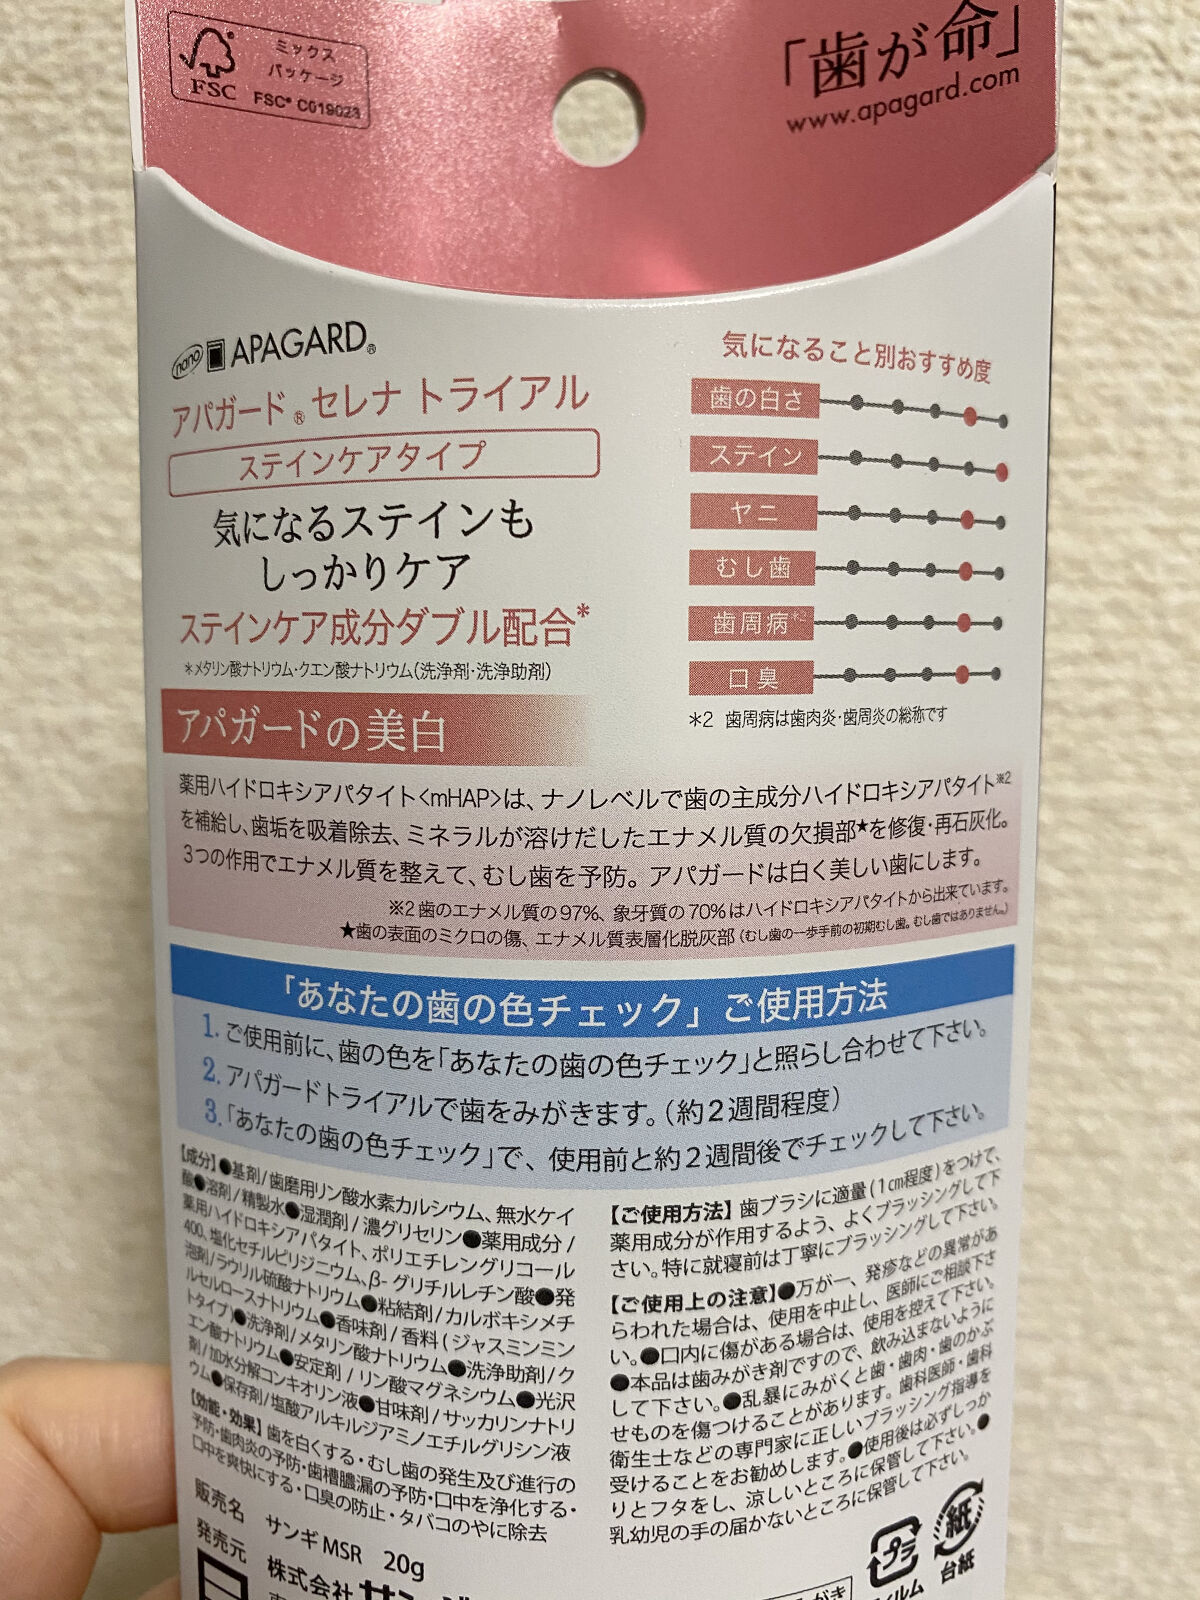 FSC
ミックス
パッケージ
FSC® C019023
「歯が命」
www.apagard.com
nano APAGARD®
アパガード®セレナ トライアル
ステインケアタイプ
気になるステインも
しっかりケア
ステインケア成分ダブル配合*
*メタリン酸ナトリウム・クエン酸ナトリウム(洗浄剤・洗浄助剤)
気になること別おすすめ度
歯の白さ
ステイン
ヤニ
むし歯
歯周病*2
口臭
*2 歯周病は歯肉炎・歯周炎の総称です
アパガードの美白
薬用ハイドロキシアパタイト<mHAP>は、ナノレベルで歯の主成分ハイドロキシアパタイト※2
を補給し、歯垢を吸着除去、ミネラルが溶けだしたエナメル質の欠損部★を修復・再石灰化。
3つの作用でエナメル質を整えて、むし歯を予防。アパガードは白く美しい歯にします。
※2 歯のエナメル質の97%、象牙質の70%はハイドロキシアパタイトから出来ています。
★歯の表面のミクロの傷、エナメル質表層化脱灰部(むし歯の一歩手前の初期むし歯。むし歯ではありません。)
「あなたの歯の色チェック」ご使用方法
1. ご使用前に、歯の色を「あなたの歯の色チェック」と照らし合わせて下さい。
2. アパガードトライアルで歯をみがきます。(約2週間程度)
3. 「あなたの歯の色チェック」で、使用前と約2週間後でチェックして下さい。
【成分】●基剤/歯磨用リン酸水素カルシウム、無水ケイ
酸●溶剤/精製水●湿潤剤/濃グリセリン●薬用成分/
薬用ハイドロキシアパタイト、ポリエチレングリコール
400、塩化セチルピリジニウム、β-グリチルレチン酸●発
泡剤/ラウリル硫酸ナトリウム●粘結剤/カルボキシメチ
ルセルロースナトリウム●香味剤/香料(ジャスミンミン
トタイプ)●洗浄剤/メタリン酸ナトリウム●洗浄助剤/ク
エン酸ナトリウム●安定剤/リン酸マグネシウム●光沢
剤/加水分解コンキオリン液●甘味剤/サッカリンナトリ
ウム●保存剤/塩酸アルキルジアミノエチルグリシン液
【効能・効果】歯を白くする・むし歯の発生及び進行の
予防・歯肉炎の予防・歯槽膿漏の予防・口中を浄化する・
口中を爽快にする・口臭の防止・タバコのやに除去
販売名 サンギMSR 20g
発売元 株式会社
【ご使用方法】歯ブラシに適量(1cm程度)をつけて、
薬用成分が作用するよう、よくブラッシングして下
さい。特に就寝前は丁寧にブラッシングして下さい。
【ご使用上の注意】●万が一、発疹などの異常があ
らわれた場合は、使用を中止し、医師にご相談下さ
い。●口内に傷がある場合は、使用を控えて下さい。
●本品は歯みがき剤ですので、飲み込まないように
して下さい。●乱暴にみがくと歯・歯肉・歯のかぶ
せものを傷つけることがあります。歯科医師・歯科
衛生士などの専門家に正しいブラッシング指導を
受けることをお勧めします。●使用後は必ずしっか
りとフタをし、涼しいところに保管して下さい。●
乳幼児の手の届かないところに保管して下さい。
プラ
紙
台紙